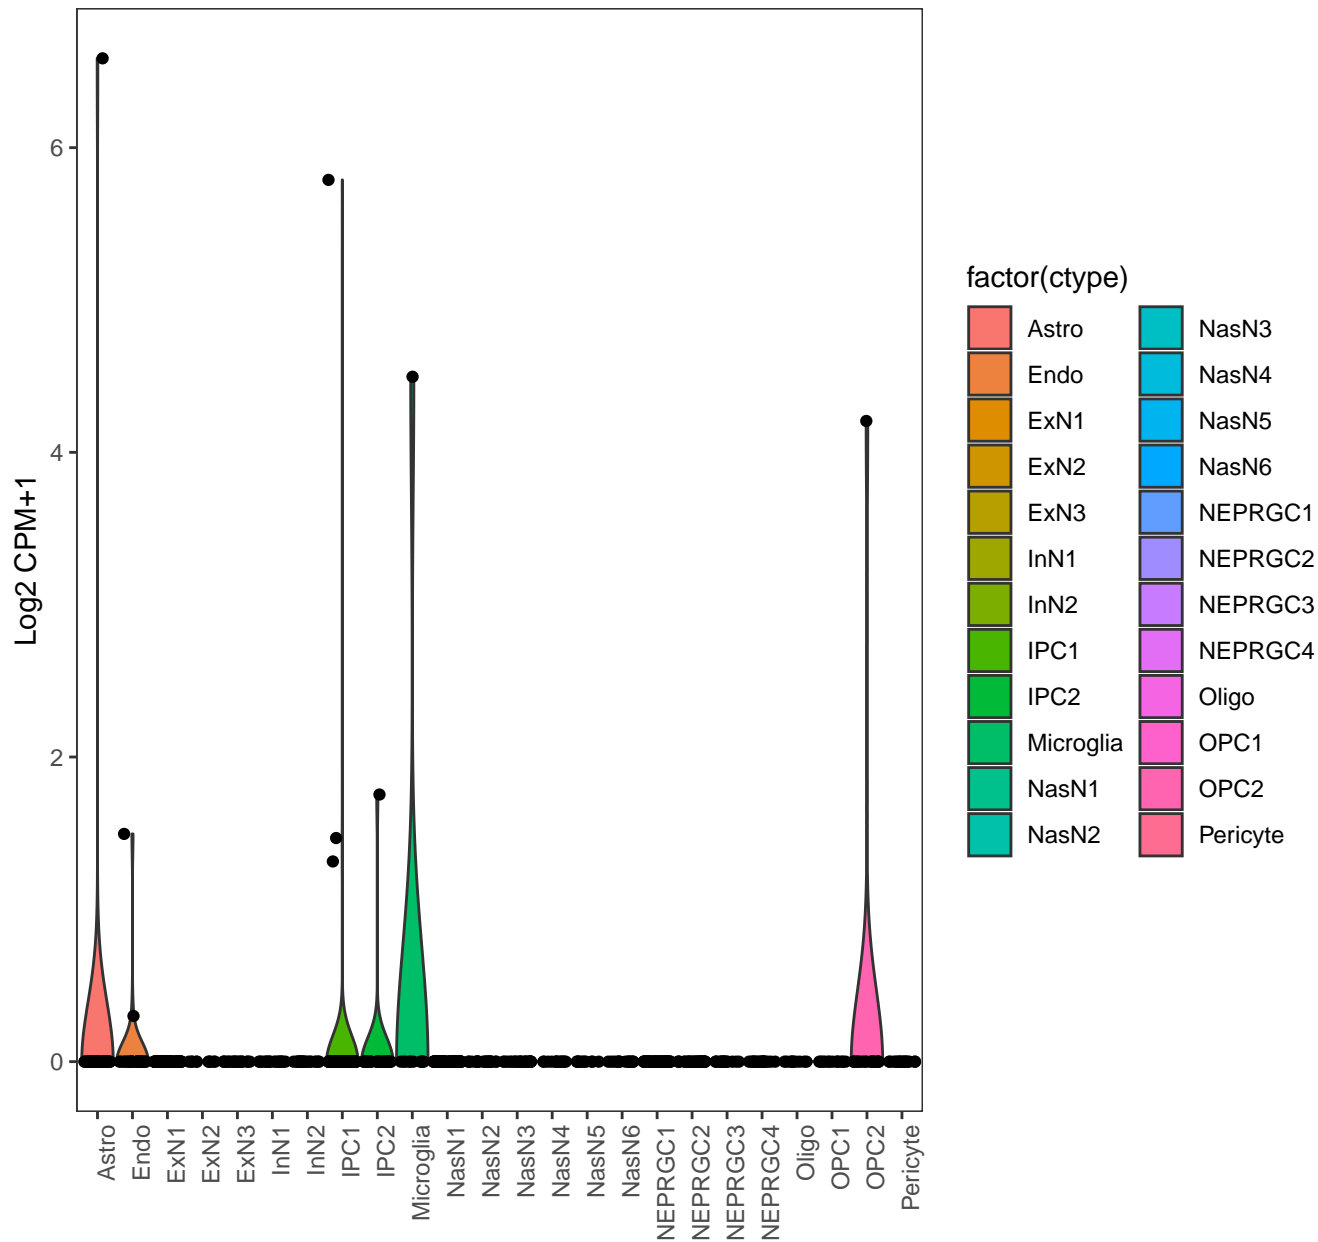 Log2 CPM+1
6
4
2
0
Astro
Endo
ExN1
ExN2
ExN3
InN1
InN2
IPC1
IPC2
Microglia
NasN1
NasN2
NasN3
NasN4
NasN5
NasN6
NEPRGC1
NEPRGC2
NEPRGC3
NEPRGC4
Oligo
OPC1
OPC2
Pericyte
factor(ctype)
Astro
Endo
ExN1
ExN2
ExN3
InN1
InN2
IPC1
IPC2
Microglia
NasN1
NasN2
NasN3
NasN4
NasN5
NasN6
NEPRGC1
NEPRGC2
NEPRGC3
NEPRGC4
Oligo
OPC1
OPC2
Pericyte